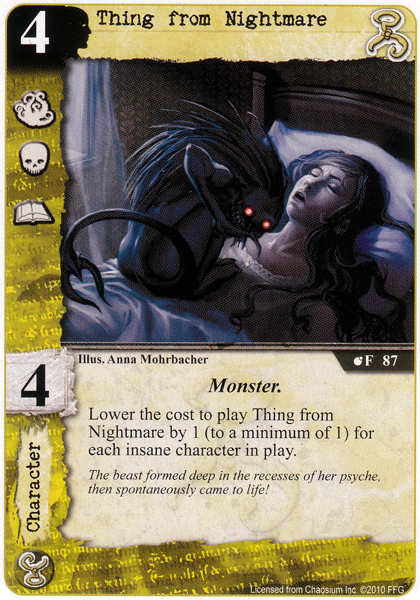 4 Thing from Nightmare
Illus. Anna Mohrbacher
F 87
4
Monster.
Lower the cost to play Thing from
Nightmare by 1 (to a minimum of 1) for
each insane character in play.
The beast formed deep in the recesses of her psyche,
then spontaneously came to life!
Character
Licensed from Chaosium Inc ©2010 FFG